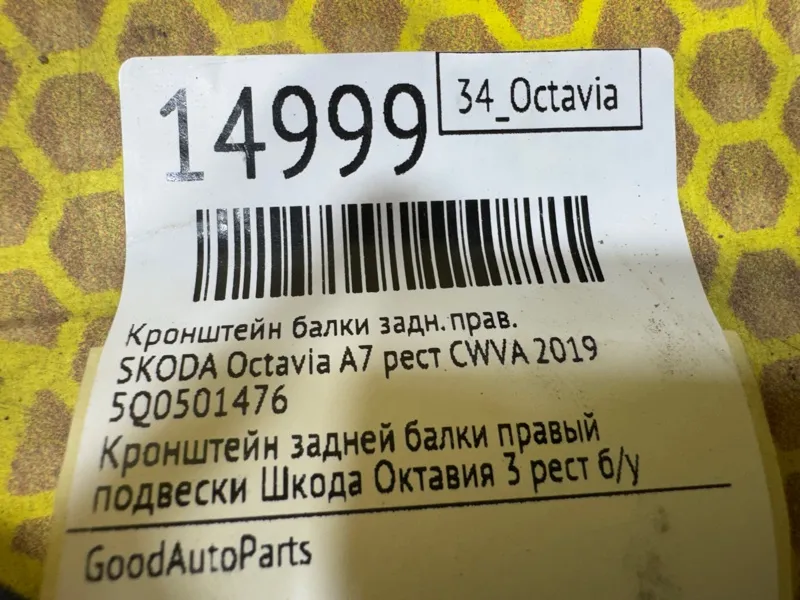 14999
34_Octavia
Кронштейн балки задн. прав.
SKODA Octavia A7 рест CWVA 2019
5Q0501476
Кронштейн задней балки правый
подвески Шкода Октавия 3 рест б/у
GoodAutoParts